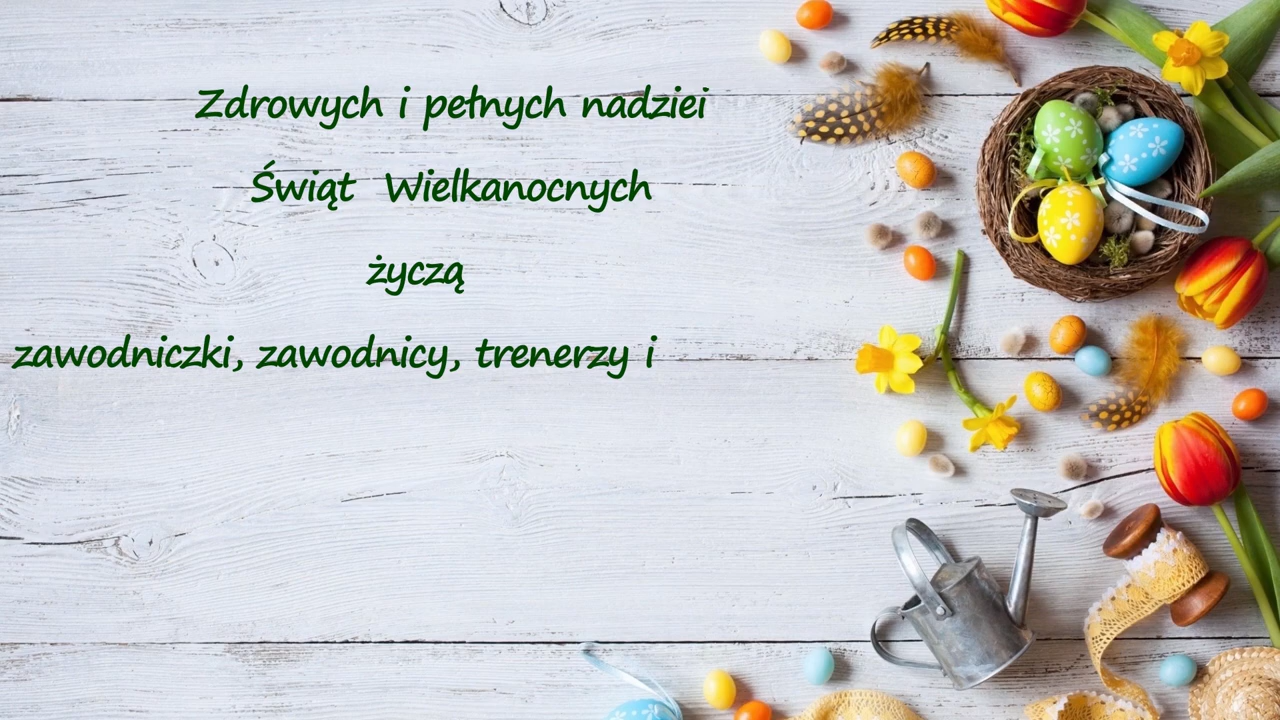 Zdrowych i pełnych nadziei
Świąt Wielkanocnych
życzą
zawodniczki, zawodnicy, trenerzy i